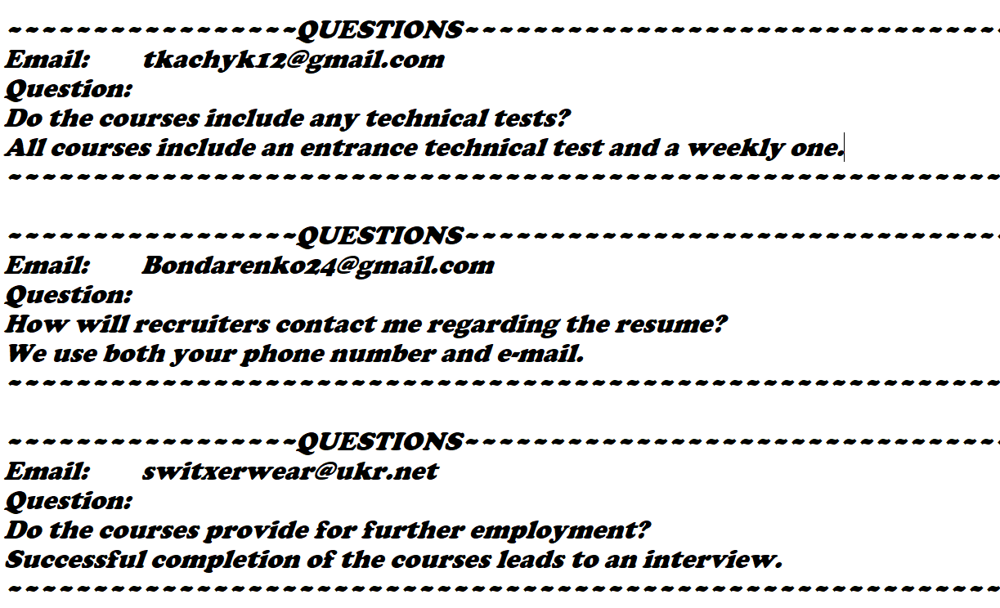 ~~~~~~~~~~~~~~~~~QUESTIONS~~~~~~~~~~~~~~~~~~~~~~~~~~~~~~~
Email: tkachyk12@gmail.com
Question:
Do the courses include any technical tests?
All courses include an entrance technical test and a weekly one.
~~~~~~~~~~~~~~~~~~~~~~~~~~~~~~~~~~~~~~~~~~~~~~~~~~~~~~~~~~
~~~~~~~~~~~~~~~~~QUESTIONS~~~~~~~~~~~~~~~~~~~~~~~~~~~~~~~
Email: Bondarenko24@gmail.com
Question:
How will recruiters contact me regarding the resume?
We use both your phone number and e-mail.
~~~~~~~~~~~~~~~~~~~~~~~~~~~~~~~~~~~~~~~~~~~~~~~~~~~~~~~~~~
~~~~~~~~~~~~~~~~~QUESTIONS~~~~~~~~~~~~~~~~~~~~~~~~~~~~~~~
Email: switxerwear@ukr.net
Question:
Do the courses provide for further employment?
Successful completion of the courses leads to an interview.
~~~~~~~~~~~~~~~~~~~~~~~~~~~~~~~~~~~~~~~~~~~~~~~~~~~~~~~~~~